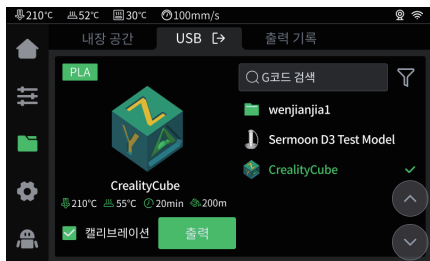 210°C 52°C 30°C 100mm/s
내장 공간 USB 출력 기록
PLA
G코드 검색
wenjianjia1
Sermoon D3 Test Model
CrealityCube
CrealityCube
210°C 55°C 20min 200m
캘리브레이션 출력